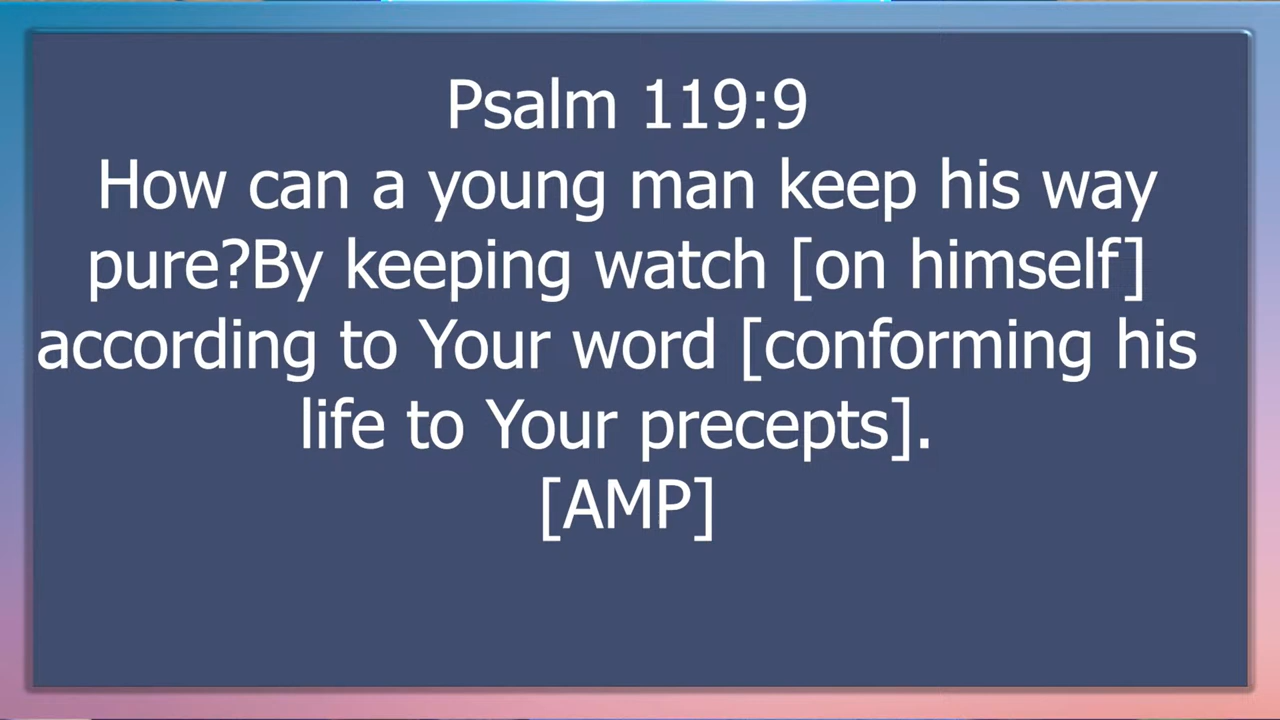 Psalm 119:9
How can a young man keep his way
pure?By keeping watch [on himself]
according to Your word [conforming his
life to Your precepts].
[AMP]